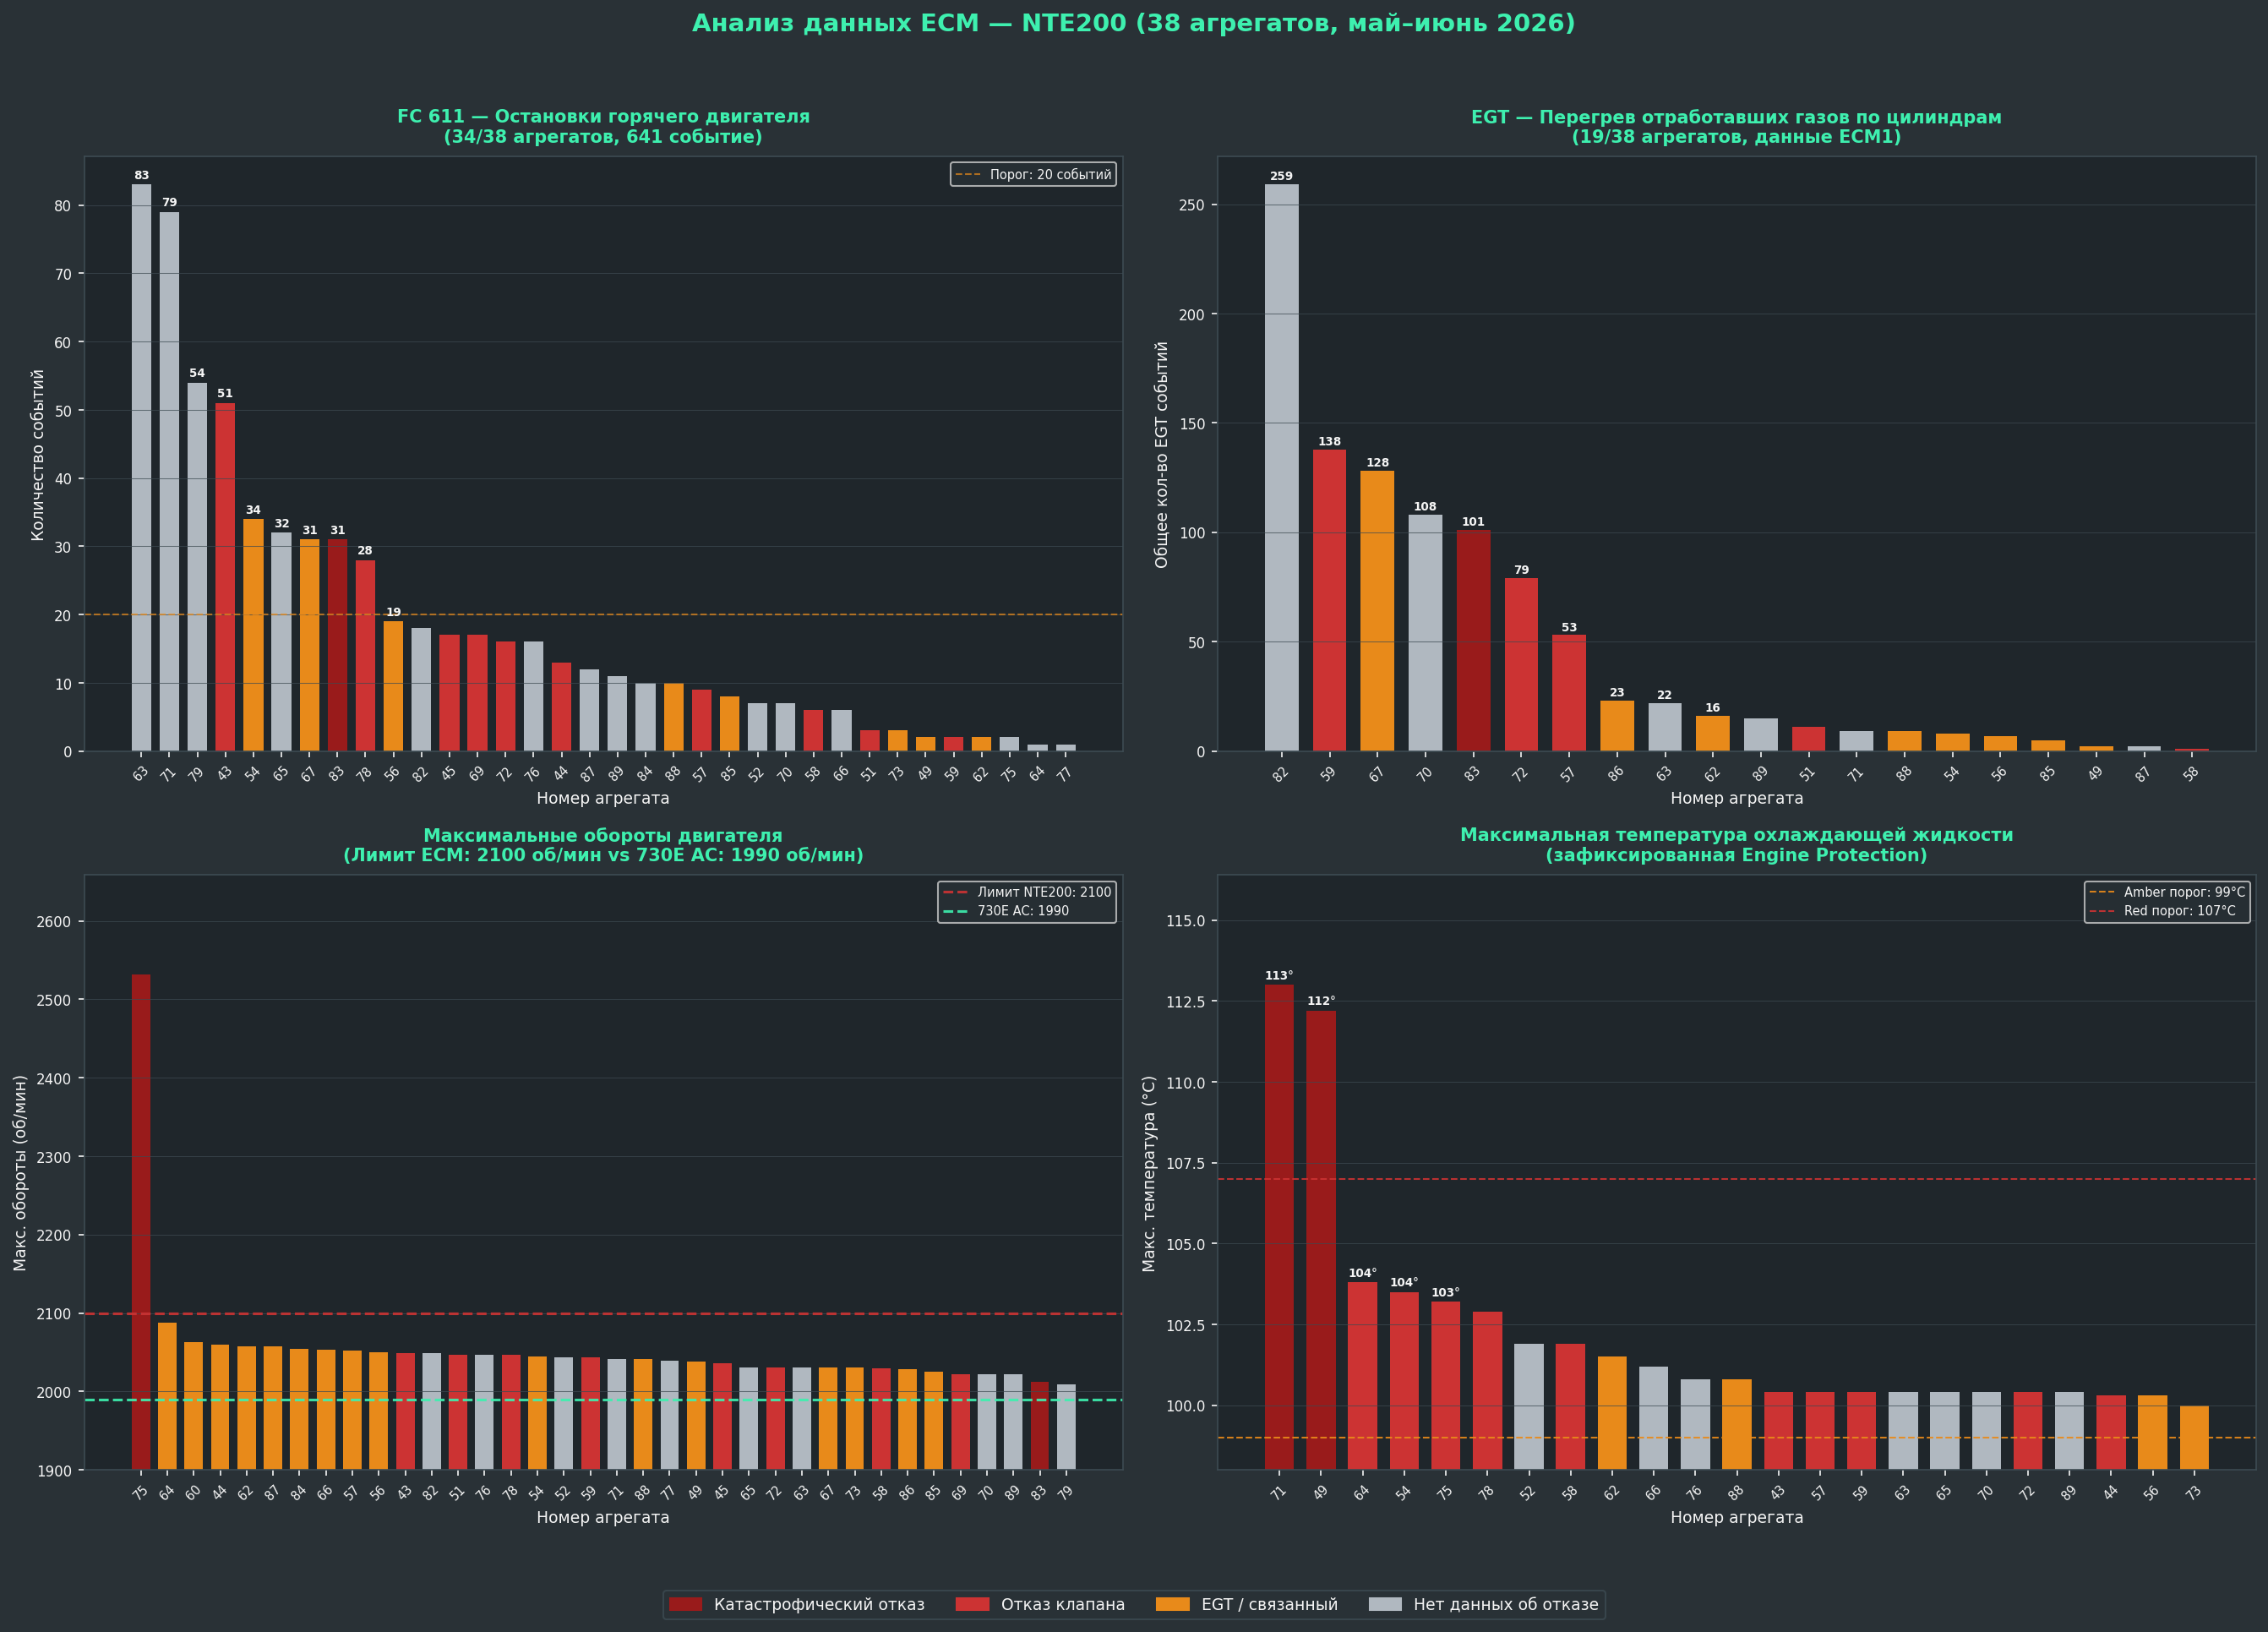 Анализ данных ECM — NTE200 (38 агрегатов, май–июнь 2026)
FC 611 — Остановки горячего двигателя
(34/38 агрегатов, 641 событие)
Порог: 20 событий
Количество событий
80
70
60
50
40
30
20
10
0
83
79
54
51
34
32
31
31
28
19
63 71 79 43 54 65 67 83 78 56 82 45 69 72 76 44 87 89 84 88 57 85 52 70 58 66 51 73 49 59 62 75 64 77
Номер агрегата
EGT — Перегрев отработавших газов по цилиндрам
(19/38 агрегатов, данные ECM1)
Общее кол-во EGT событий
250
200
150
100
50
0
259
138
128
108
101
79
53
23
22
16
82 59 67 70 83 72 57 86 63 62 89 51 71 88 54 56 85 49 87 58
Номер агрегата
Максимальные обороты двигателя
(Лимит ECM: 2100 об/мин vs 730E AC: 1990 об/мин)
Лимит NTE200: 2100
730E AC: 1990
Макс. обороты (об/мин)
2600
2500
2400
2300
2200
2100
2000
1900
75 64 60 44 62 87 84 66 57 56 43 82 51 76 78 54 52 59 71 88 77 49 45 65 72 63 67 73 58 86 85 69 70 89 83 79
Номер агрегата
Максимальная температура охлаждающей жидкости
(зафиксированная Engine Protection)
Amber порог: 99°C
Red порог: 107°C
Макс. температура (°C)
115.0
112.5
110.0
107.5
105.0
102.5
100.0
113°
112°
104°
104°
103°
71 49 64 54 75 78 52 58 62 66 76 88 43 57 59 63 65 70 72 89 44 56 73
Номер агрегата
Катастрофический отказ
Отказ клапана
EGT / связанный
Нет данных об отказе